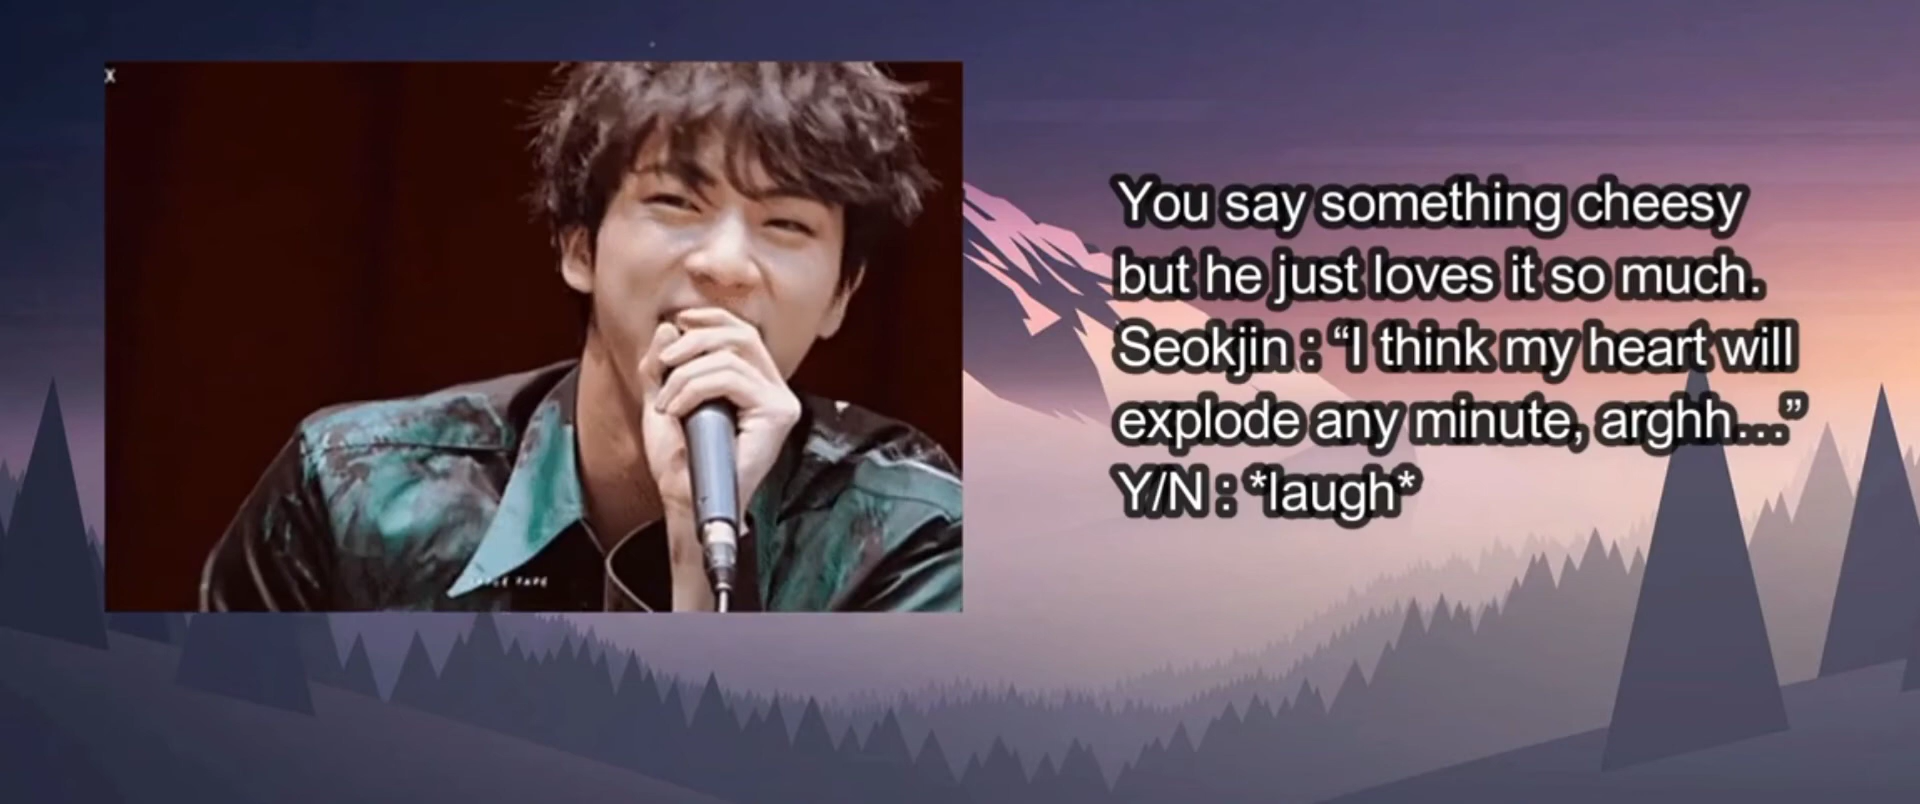 X
You say something cheesy
but he just loves it so much.
Seokjin : “I think my heart will
explode any minute, arghh...”
Y/N : *laugh*